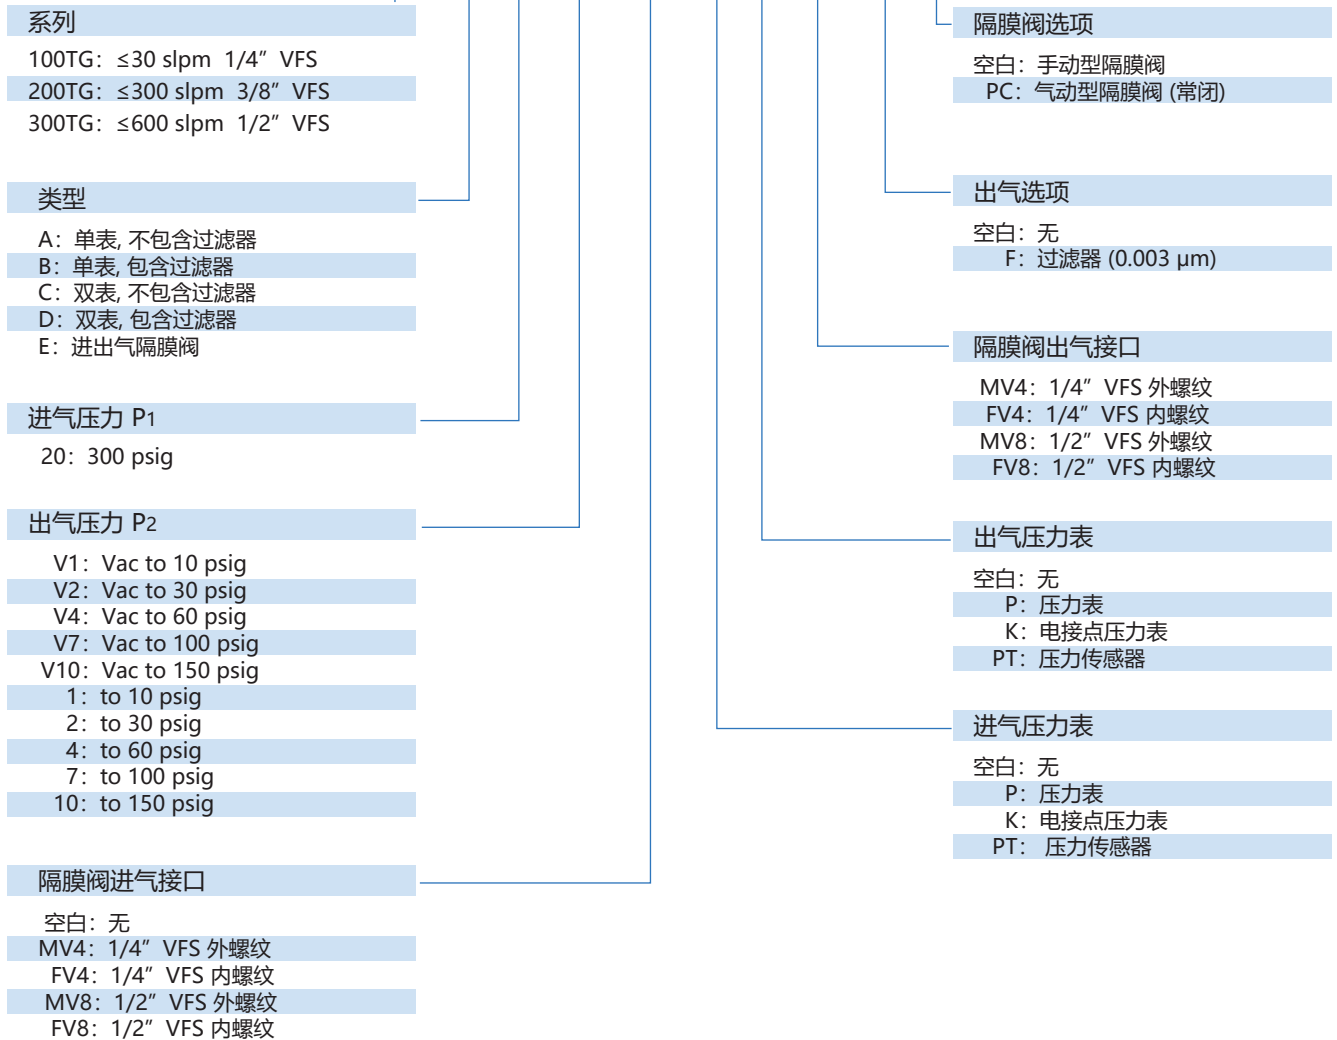 系列
100TG：≤30 slpm 1/4" VFS
200TG：≤300 slpm 3/8" VFS
300TG：≤600 slpm 1/2" VFS
类型
A：单表, 不包含过滤器
B：单表, 包含过滤器
C：双表, 不包含过滤器
D：双表, 包含过滤器
E：进出气隔膜阀
进气压力 P1
20：300 psig
出气压力 P2
V1：Vac to 10 psig
V2：Vac to 30 psig
V4：Vac to 60 psig
V7：Vac to 100 psig
V10：Vac to 150 psig
1：to 10 psig
2：to 30 psig
4：to 60 psig
7：to 100 psig
10：to 150 psig
隔膜阀进气接口
空白：无
MV4：1/4" VFS 外螺纹
FV4：1/4" VFS 内螺纹
MV8：1/2" VFS 外螺纹
FV8：1/2" VFS 内螺纹
隔膜阀选项
空白：手动型隔膜阀
PC：气动型隔膜阀 (常闭)
出气选项
空白：无
F：过滤器 (0.003 μm)
隔膜阀出气接口
MV4：1/4" VFS 外螺纹
FV4：1/4" VFS 内螺纹
MV8：1/2" VFS 外螺纹
FV8：1/2" VFS 内螺纹
出气压力表
空白：无
P：压力表
K：电接点压力表
PT：压力传感器
进气压力表
空白：无
P：压力表
K：电接点压力表
PT：压力传感器